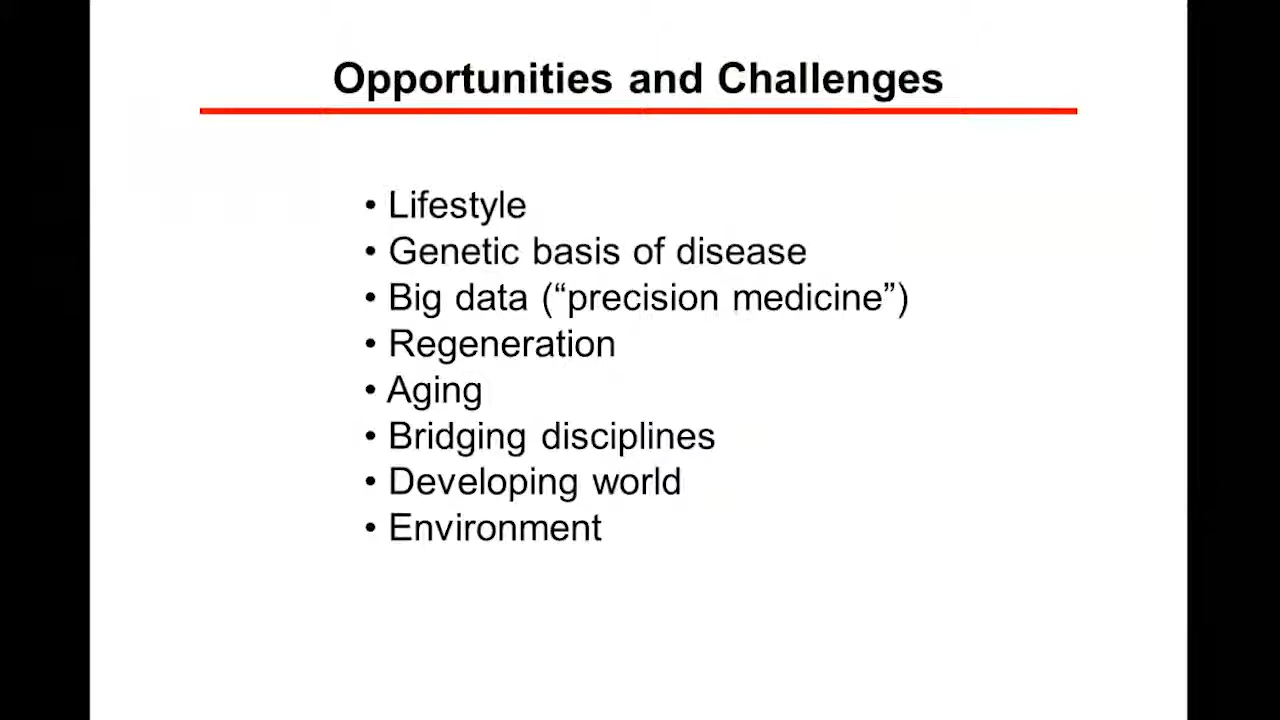 Opportunities and Challenges
• Lifestyle
• Genetic basis of disease
• Big data (“precision medicine”)
• Regeneration
• Aging
• Bridging disciplines
• Developing world
• Environment